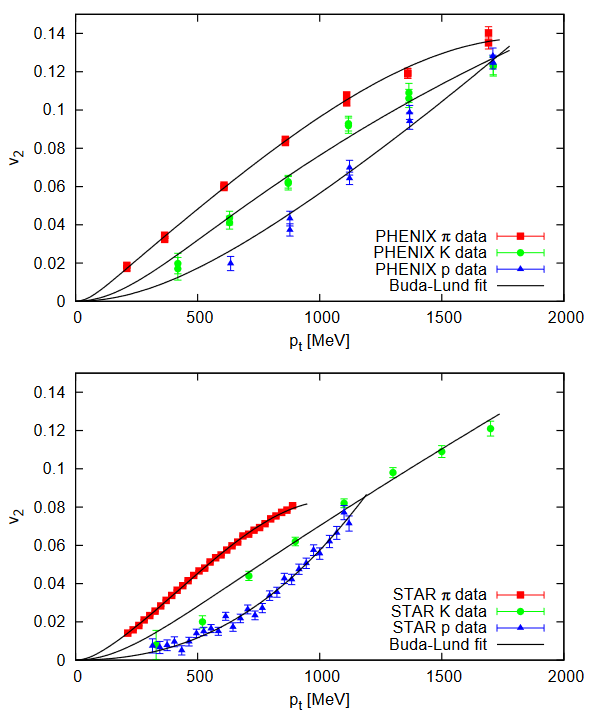 0.14
0.12
0.1
0.08
0.06
0.04
0.02
0
v2
PHENIX π data
PHENIX K data
PHENIX p data
Buda-Lund fit
0 500 1000 1500 2000
pt [MeV]
0.14
0.12
0.1
0.08
0.06
0.04
0.02
0
v2
STAR π data
STAR K data
STAR p data
Buda-Lund fit
0 500 1000 1500 2000
pt [MeV]